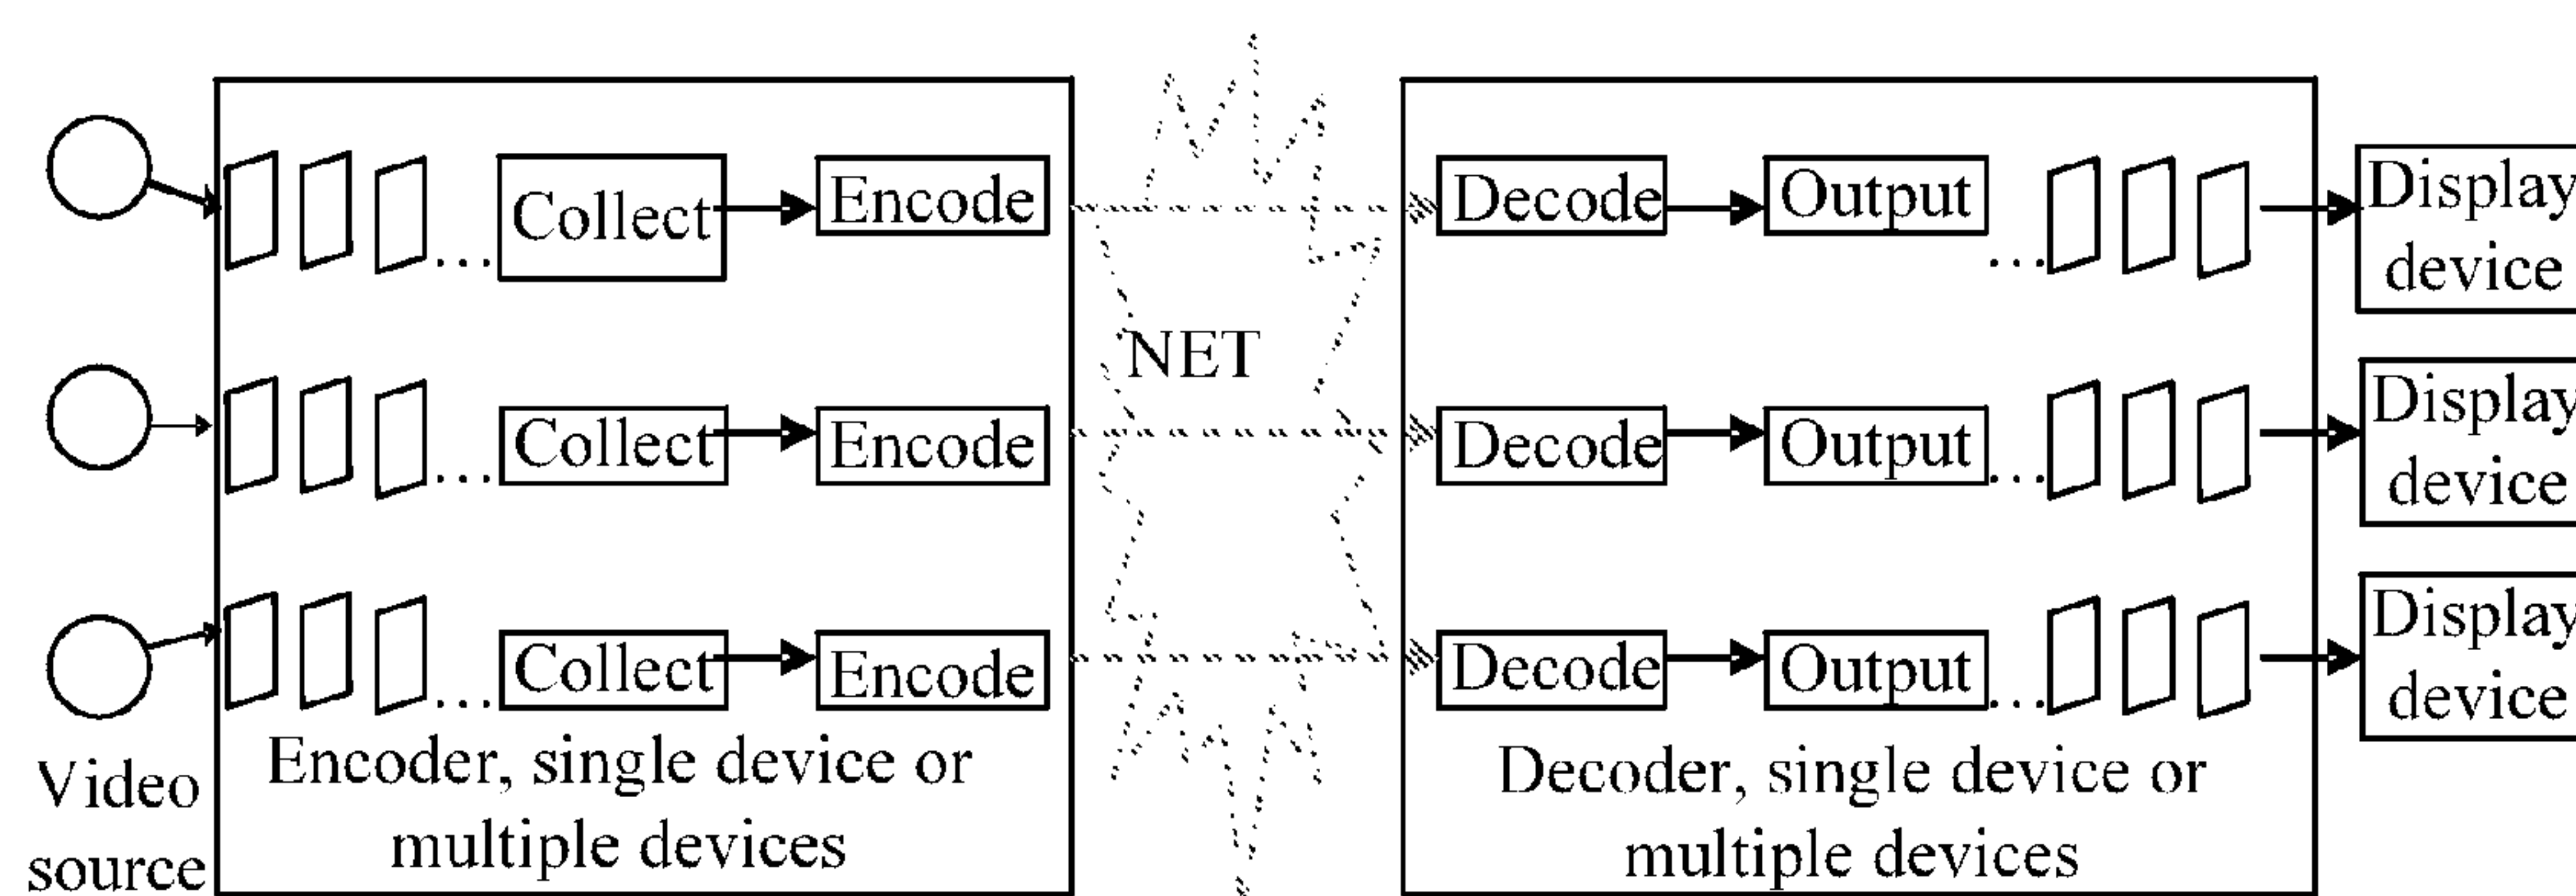 Collect Encode Decode Output Display
device
... ...
NET
Collect Encode Decode Output Display
device
... ...
Collect Encode Decode Output Display
device
... ...
Video
source
Encoder, single device or
multiple devices
Decoder, single device or
multiple devices